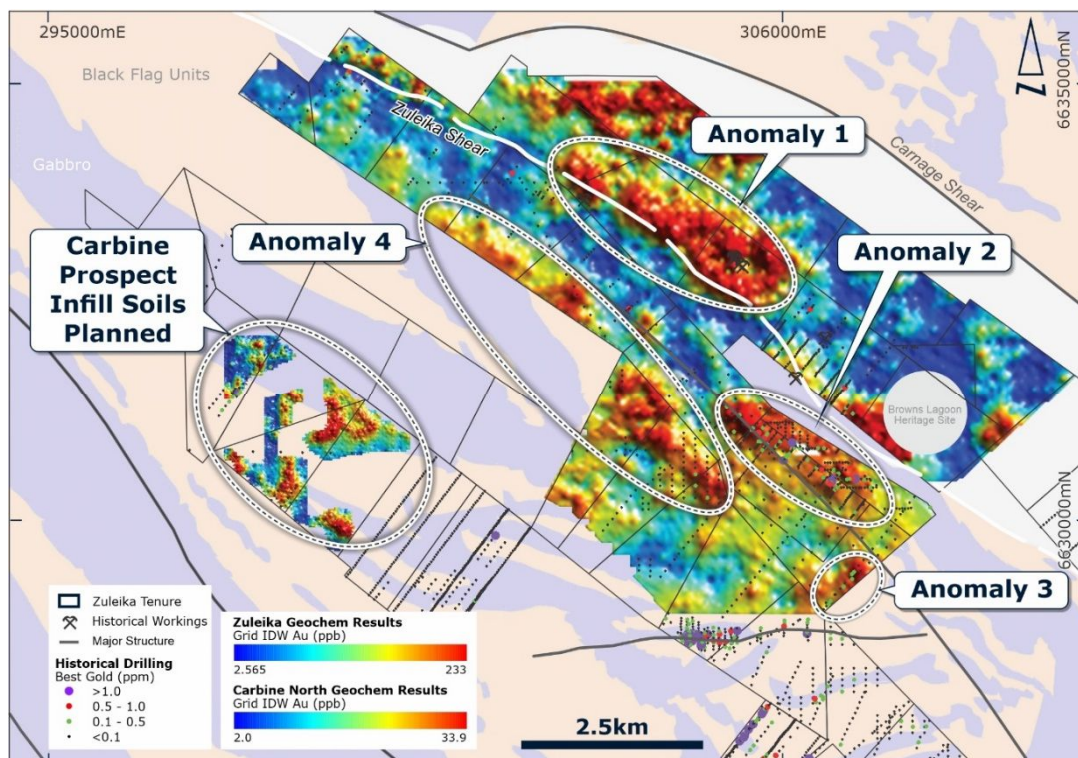 295000mE
306000mE
6635000mN
Black Flag Units
Zuleika Shear
Anomaly 1
Carnage Shear
Gabbro
Carbine
Prospect
Infill Soils
Planned
Anomaly 4
Anomaly 2
Browns Lagoon
Heritage Site
6630000mN
Anomaly 3
Zuleika Tenure
Historical Workings
Major Structure
Historical Drilling
Best Gold (ppm)
>1.0
0.5 - 1.0
0.1 - 0.5
<0.1
Zuleika Geochem Results
Grid IDW Au (ppb)
2.565 233
Carbine North Geochem Results
Grid IDW Au (ppb)
2.0 33.9
2.5km